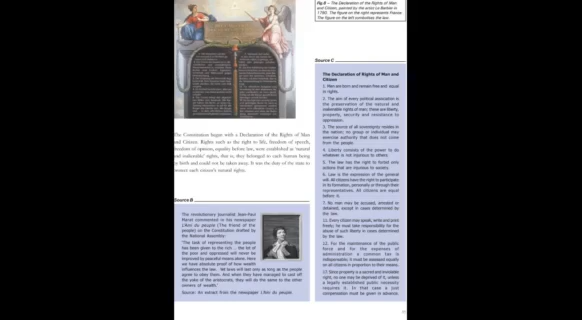 Fig.8 – The Declaration of the Rights of Man
and Citizen, painted by the artist Le Barbier in
1790. The figure on the right represents France.
The figure on the left symbolises the law.
Source C
The Declaration of Rights of Man and
Citizen
1. Men are born and remain free and equal
in rights.
2. The aim of every political association is
the preservation of the natural and
inalienable rights of man; these are liberty,
property, security and resistance to
oppression.
3. The source of all sovereignty resides in
the nation; no group or individual may
exercise authority that does not come
from the people.
4. Liberty consists of the power to do
whatever is not injurious to others.
5. The law has the right to forbid only
actions that are injurious to society.
6. Law is the expression of the general
will. All citizens have the right to participate
in its formation, personally or through their
representatives. All citizens are equal
before it.
7. No man may be accused, arrested or
detained, except in cases determined by
the law.
11. Every citizen may speak, write and print
freely; he must take responsibility for the
abuse of such liberty in cases determined
by the law.
12. For the maintenance of the public
force and for the expenses of
administration a common tax is
indispensable; it must be assessed equally
on all citizens in proportion to their means.
17. Since property is a sacred and inviolable
right, no one may be deprived of it, unless
a legally established public necessity
requires it. In that case a just
compensation must be given in advance.
The Constitution began with a Declaration of the Rights of Man
and Citizen. Rights such as the right to life, freedom of speech,
freedom of opinion, equality before law, were established as 'natural
and inalienable' rights, that is, they belonged to each human being
by birth and could not be taken away. It was the duty of the state to
protect each citizen's natural rights.
Source B
The revolutionary journalist Jean-Paul
Marat commented in his newspaper
L'Ami du peuple (The friend of the
people) on the Constitution drafted by
the National Assembly:
'The task of representing the people
has been given to the rich … the lot of
the poor and oppressed will never be
improved by peaceful means alone. Here
we have absolute proof of how wealth
influences the law. Yet laws will last only as long as the people
agree to obey them. And when they have managed to cast off
the yoke of the aristocrats, they will do the same to the other
owners of wealth.'
Source: An extract from the newspaper L'Ami du peuple.